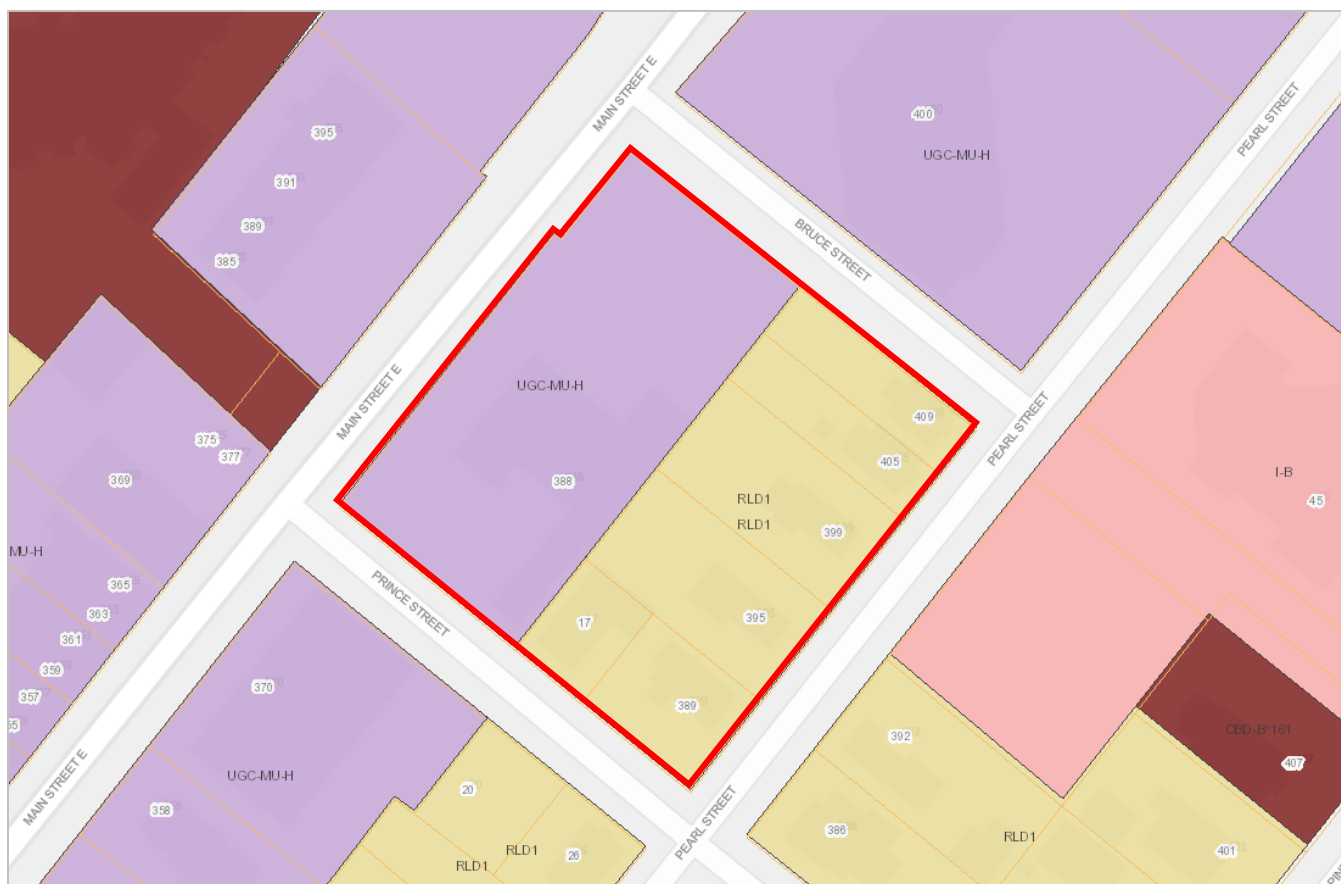 MAIN STREET E
PEARL STREET
400
UGC-MU-H
395
391
389
385
BRUCE STREET
UGC-MU-H
388
MAIN STREET E
375
377
369
MU-H
365
363
361
359
357
409
405
RLD1
RLD1
399
395
17
389
PEARL STREET
I-B
45
PRINCE STREET
370
UGC-MU-H
358
MAIN STREET E
20
RLD1
RLD1
26
PEARL STREET
392
386
RLD1
401
CBD-B*161
407